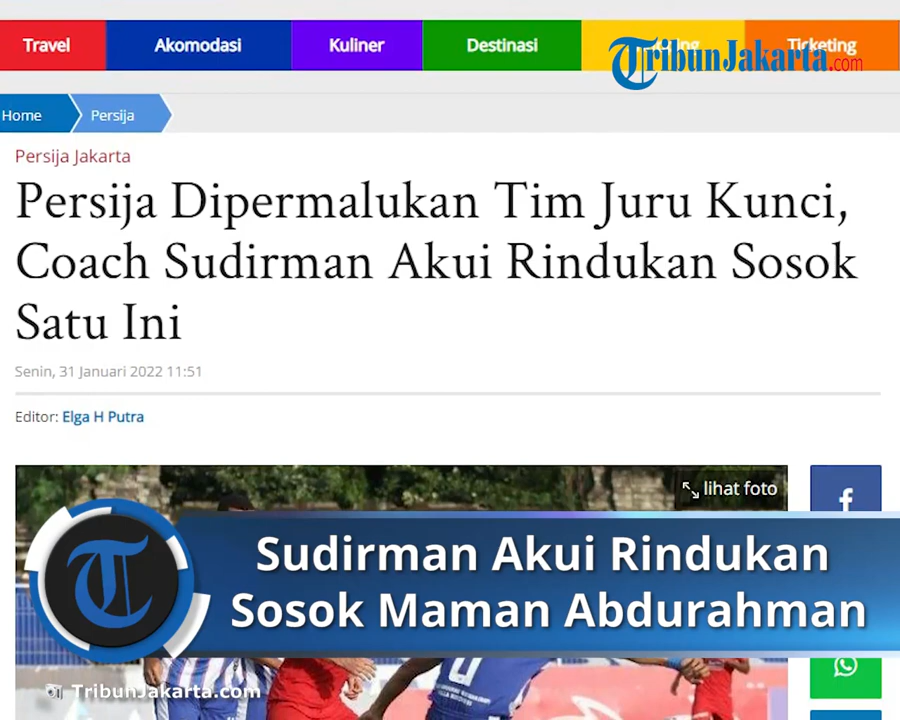 Travel
Akomodasi
Kuliner
Destinasi
Ticketing
TribunJakarta.com
Home
Persija
Persija Jakarta
Persija Dipermalukan Tim Juru Kunci,
Coach Sudirman Akui Rindukan Sosok
Satu Ini
Senin, 31 Januari 2022 11:51
Editor: Elga H Putra
lihat foto
Sudirman Akui Rindukan
Sosok Maman Abdurahman
TribunJakarta.com